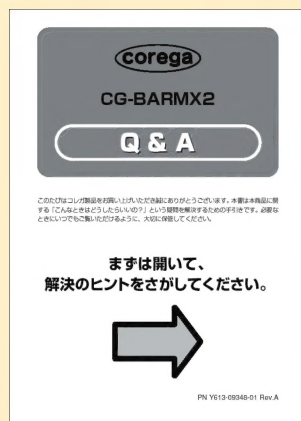 corega
CG-BARMX2
Q & A
このたびはコレガ製品をお買い上げいただき誠にありがとうございます。本書は本商品に関
する「こんなときはどうしたらいいの？」という疑問を解決するための手引きです。必要な
ときにいつでもご覧いただけるように、大切に保管してください。
まずは開いて、
解決のヒントをさがしてください。
PN Y613-09348-01 Rev.A